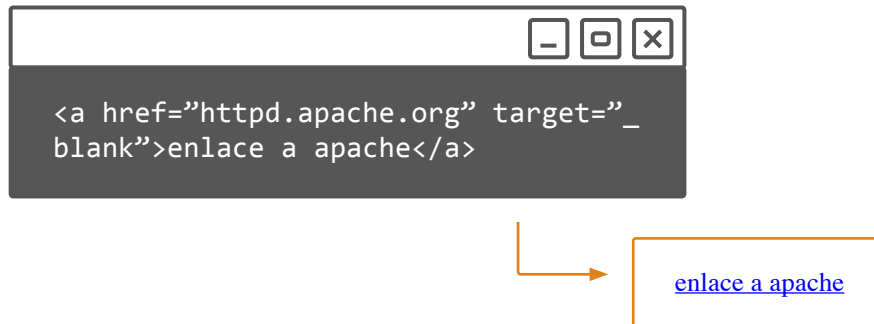 <a href=”httpd.apache.org” target=”_
blank”>enlace a apache</a>
enlace a apache